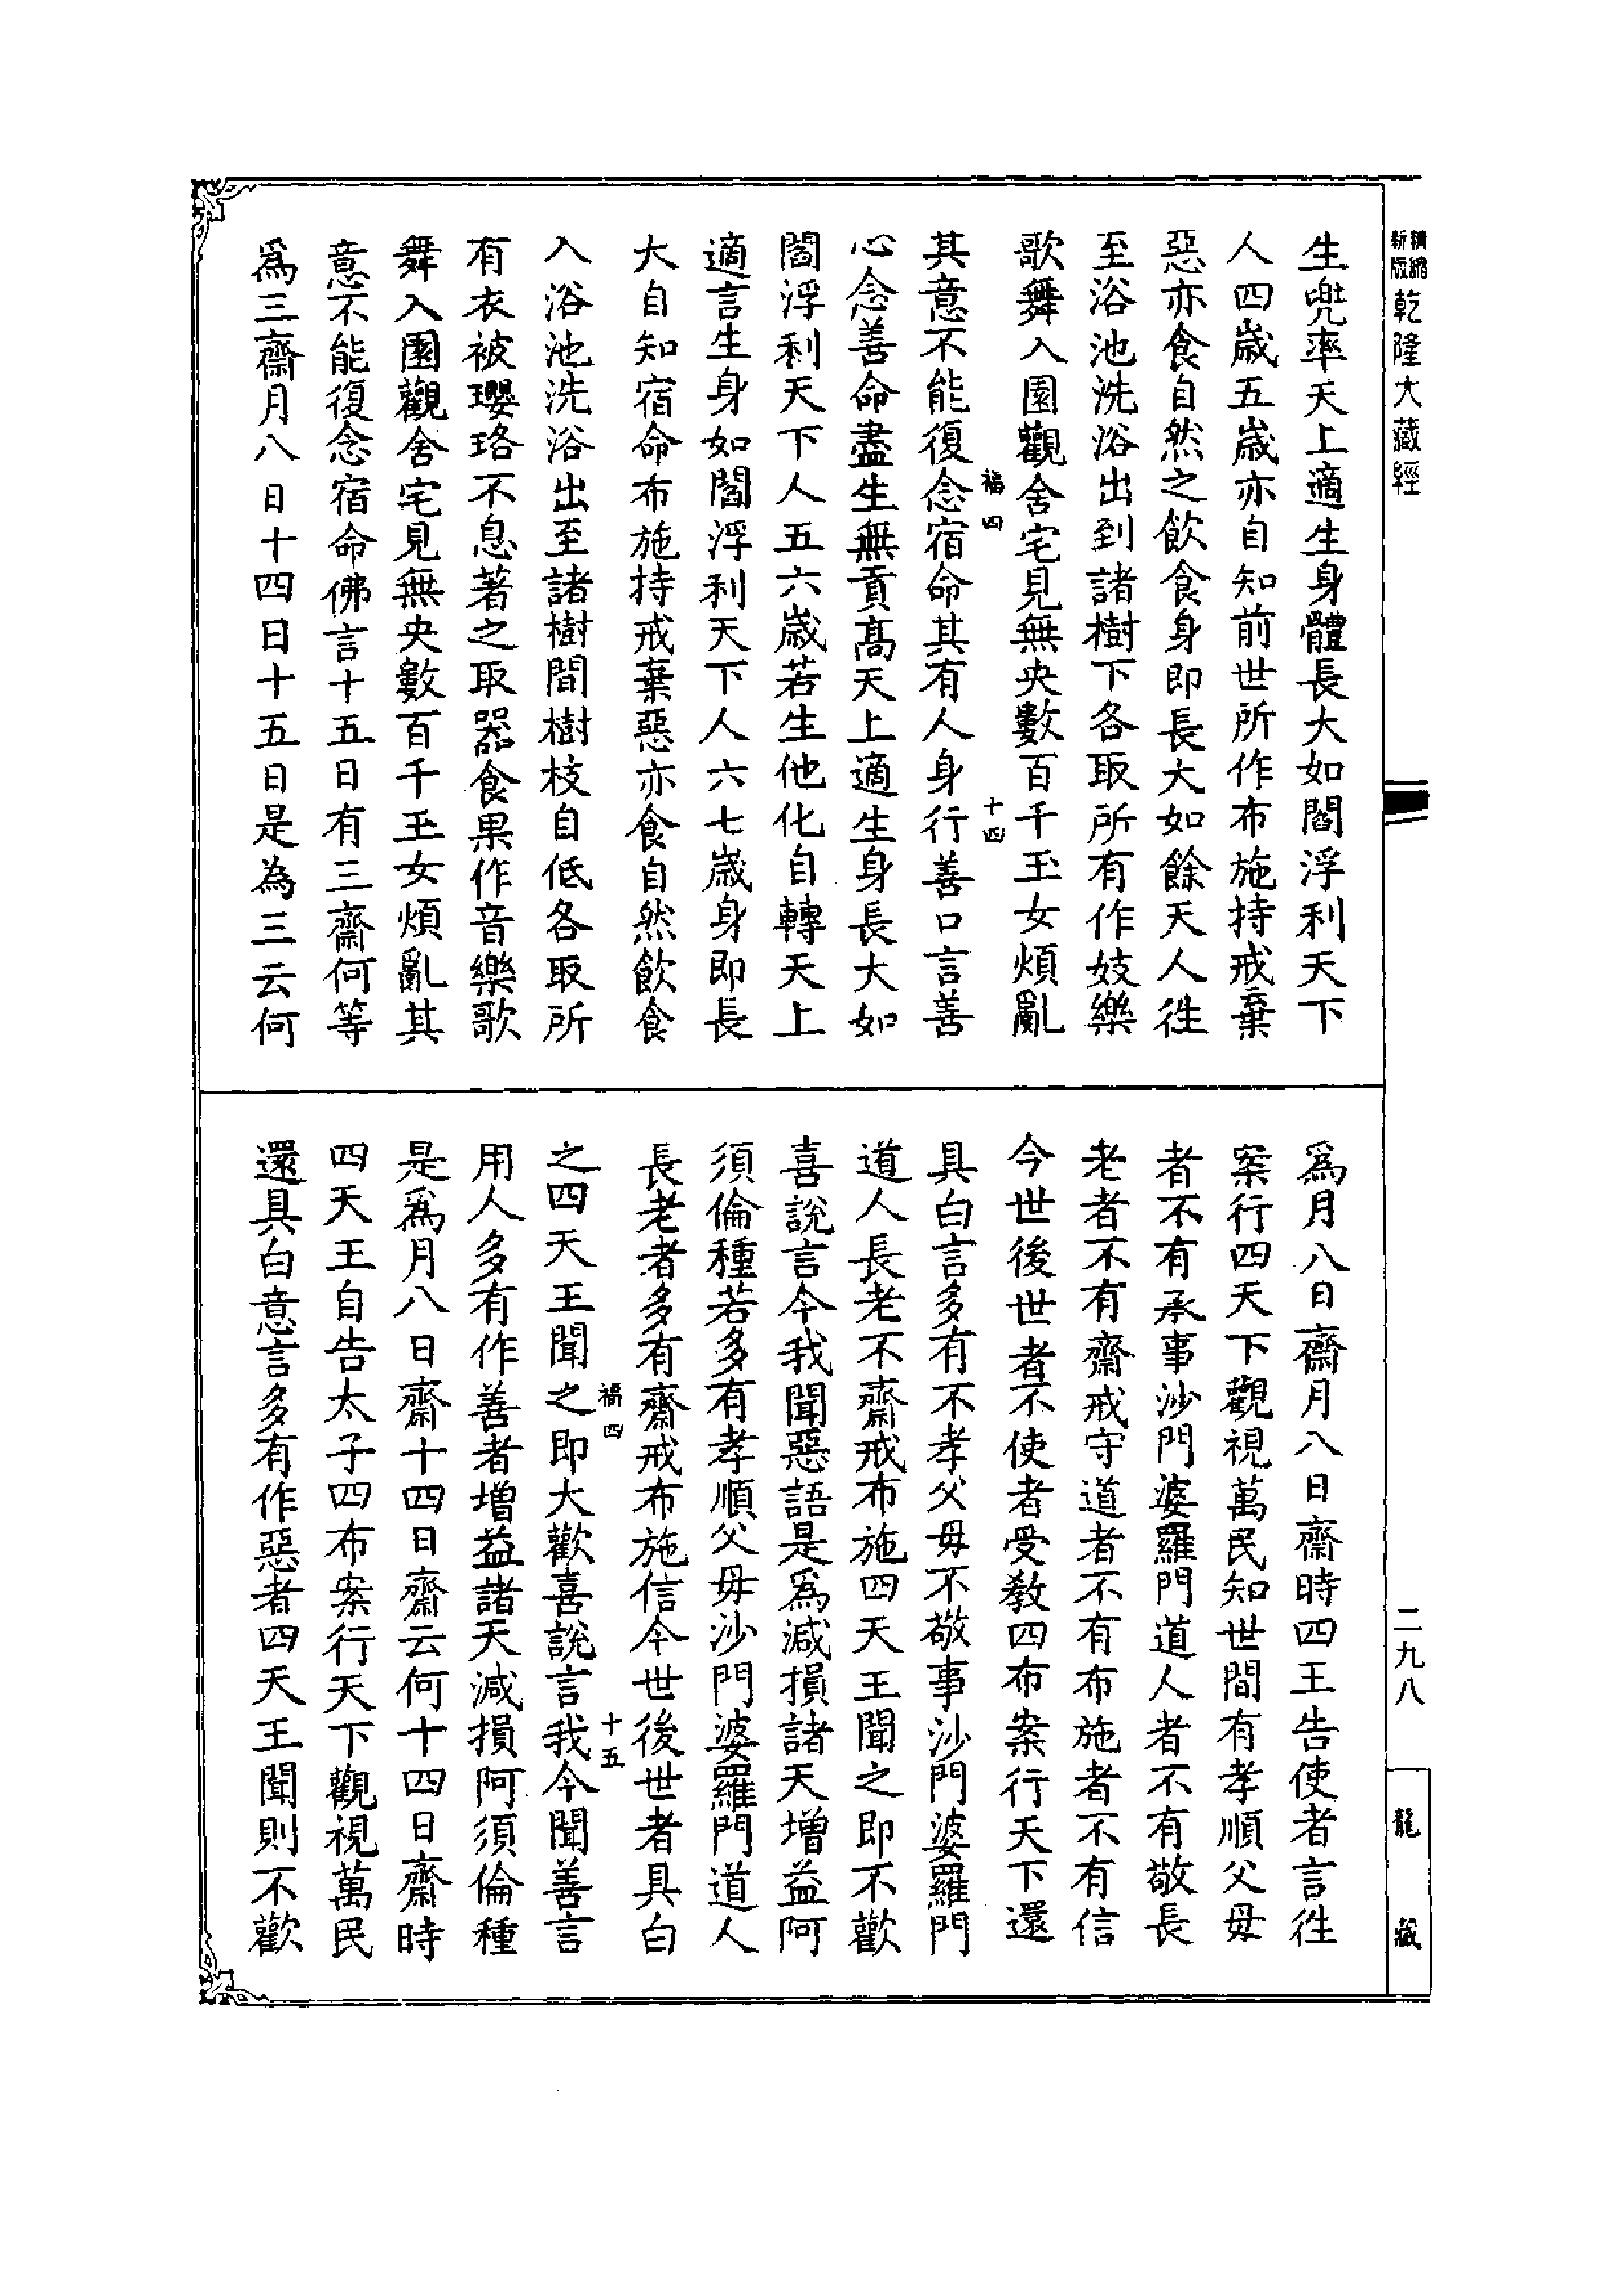 精縮新版乾隆大藏經
生兜率天上適生身體長大如閻浮利天下
人四歲五歲亦自知前世所作布施持戒棄
惡亦食自然之飲食身即長大如餘天人徃
至浴池洗浴出到諸樹下各取所有作妓樂
歌舞入園觀舍宅見無央數百千玉女煩亂
福四 十四
其意不能復念宿命其有人身行善口言善
心念善命盡生無貢高天上適生身長大如
閻浮利天下人五六歲若生他化自轉天上
適言生身如閻浮利天下人六七歲身即長
大自知宿命布施持戒棄惡亦食自然飲食
入浴池洗浴出至諸樹間樹枝自低各取所
有衣被瓔珞不息著之取器食果作音樂歌
舞入園觀舍宅見無央數百千玉女煩亂其
意不能復念宿命佛言十五日有三齋何等
爲三齋月八日十四日十五日是為三云何
爲月八日齋月八日齋時四王告使者言徃
案行四天下觀視萬民知世間有孝順父母
者不有承事沙門婆羅門道人者不有敬長
老者不有齋戒守道者不有布施者不有信
今世後世者不使者受教四布案行天下還
具白言多有不孝父母不敬事沙門婆羅門
道人長老不齋戒布施四天王聞之即不歡
喜說言今我聞惡語是爲減損諸天增益阿
須倫種若多有孝順父母沙門婆羅門道人
長老者多有齋戒布施信今世後世者具白
福四 十五
之四天王聞之即大歡喜說言我今聞善言
用人多有作善者增益諸天減損阿須倫種
是爲月八日齋十四日齋云何十四日齋時
四天王自告太子四布案行天下觀視萬民
還具白意言多有作惡者四天王聞則不歡
二九八
龍藏